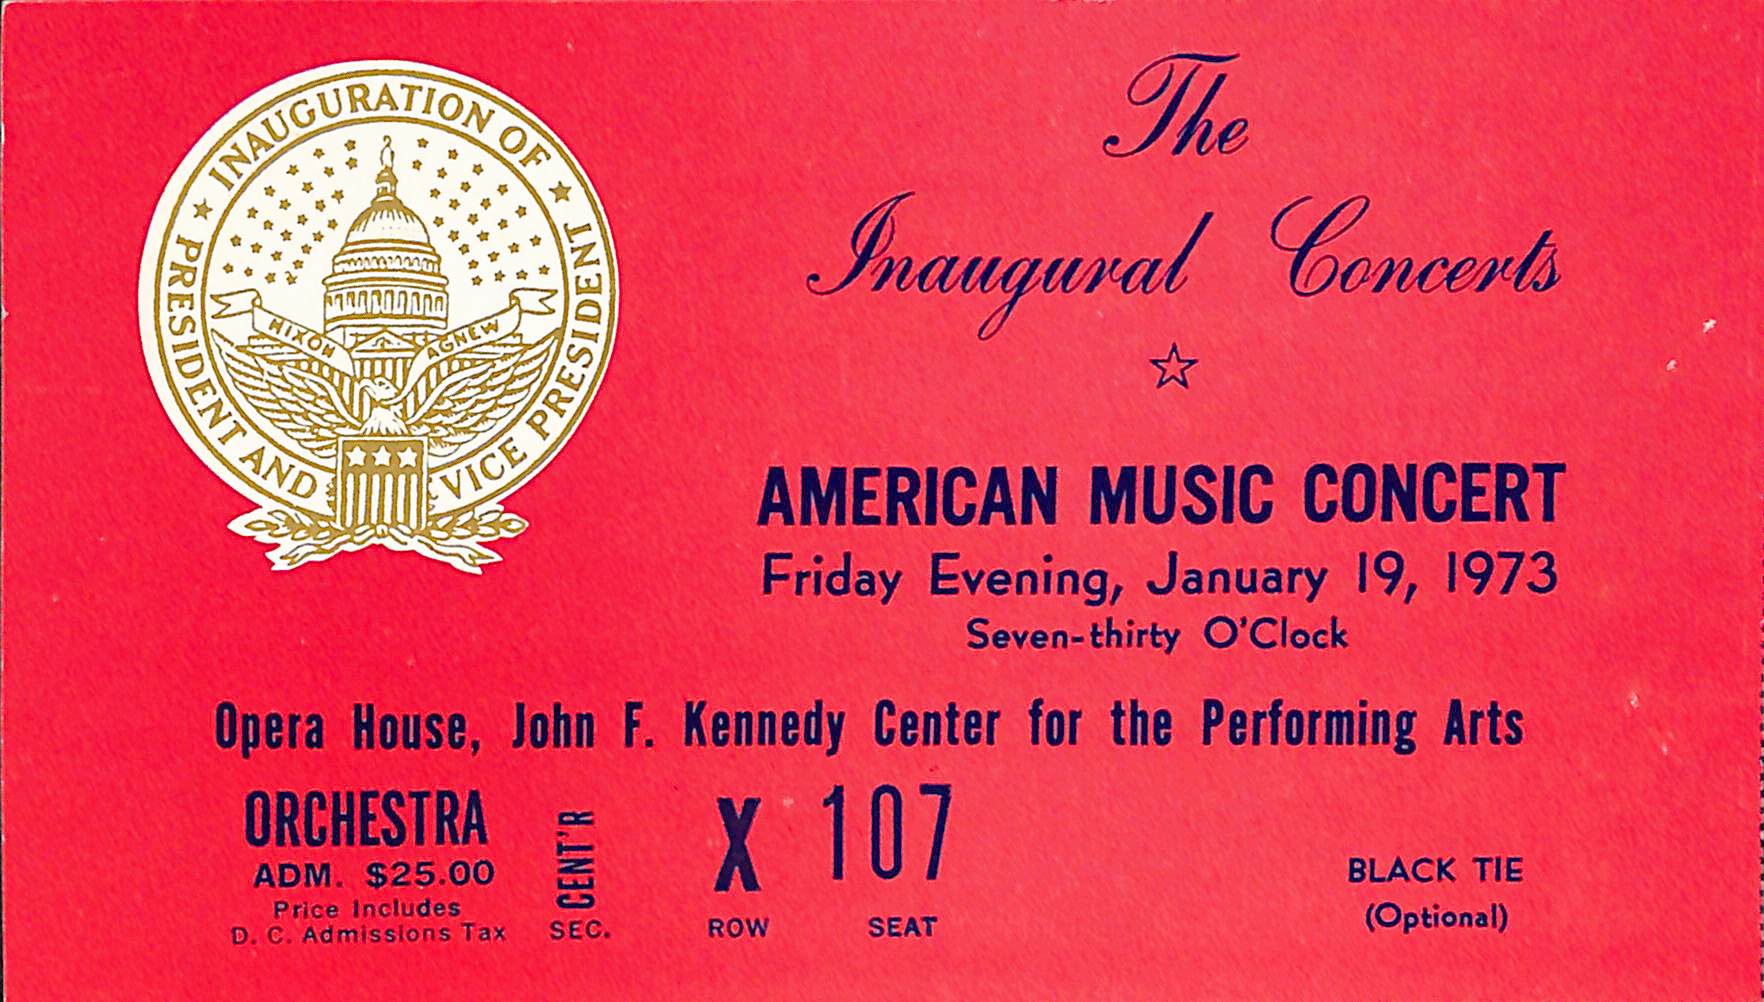 INAUGURATION OF
PRESIDENT AND VICE PRESIDENT
NIXON AGNEW
The
Inaugural Concerts
AMERICAN MUSIC CONCERT
Friday Evening, January 19, 1973
Seven-thirty O'Clock
Opera House, John F. Kennedy Center for the Performing Arts
ORCHESTRA
ADM. $25.00
Price Includes
D. C. Admissions Tax
CENT'R
SEC.
X 107
ROW SEAT
BLACK TIE
(Optional)